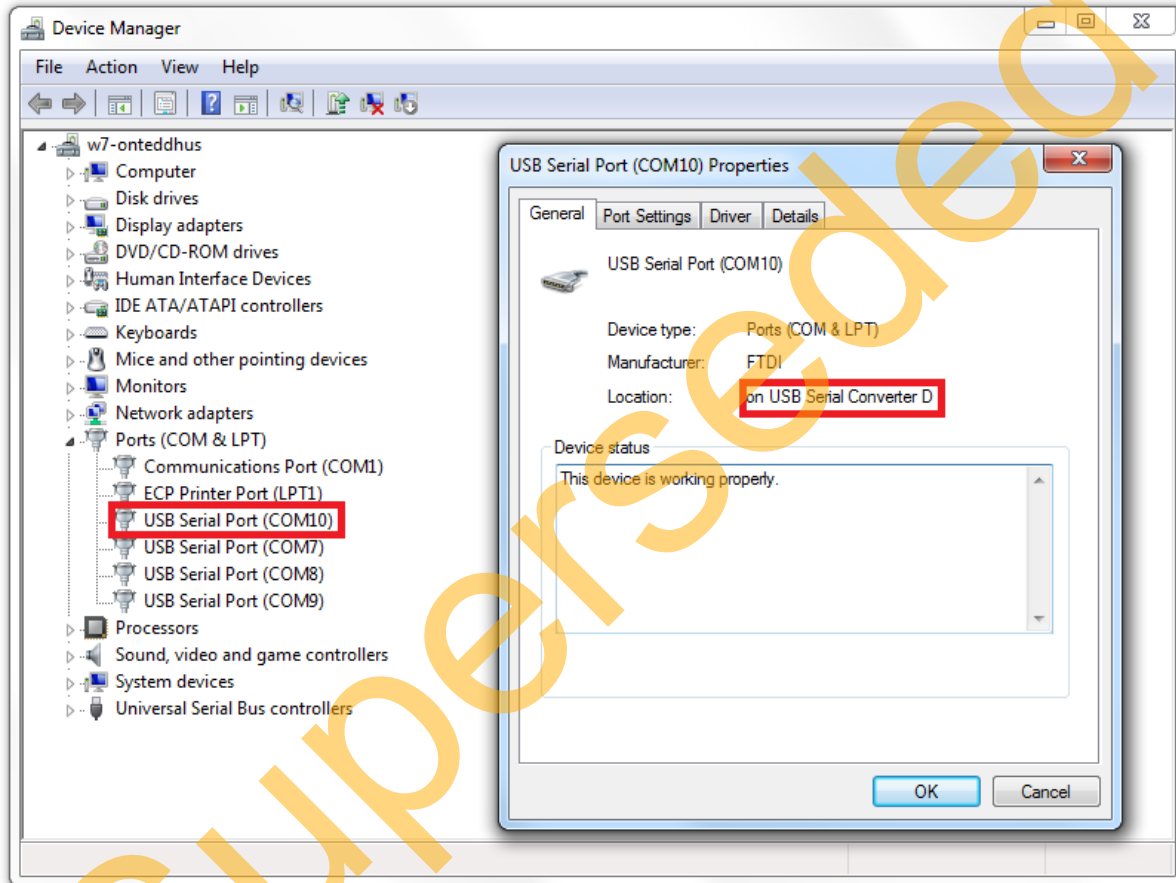 Device Manager
File Action View Help
w7-onteddhus
Computer
Disk drives
Display adapters
DVD/CD-ROM drives
Human Interface Devices
IDE ATA/ATAPI controllers
Keyboards
Mice and other pointing devices
Monitors
Network adapters
Ports (COM & LPT)
Communications Port (COM1)
ECP Printer Port (LPT1)
USB Serial Port (COM10)
USB Serial Port (COM7)
USB Serial Port (COM8)
USB Serial Port (COM9)
Processors
Sound, video and game controllers
System devices
Universal Serial Bus controllers
USB Serial Port (COM10) Properties
General Port Settings Driver Details
USB Serial Port (COM10)
Device type: Ports (COM & LPT)
Manufacturer: FTDI
Location: on USB Serial Converter D
Device status
This device is working properly.
OK Cancel
Superseded